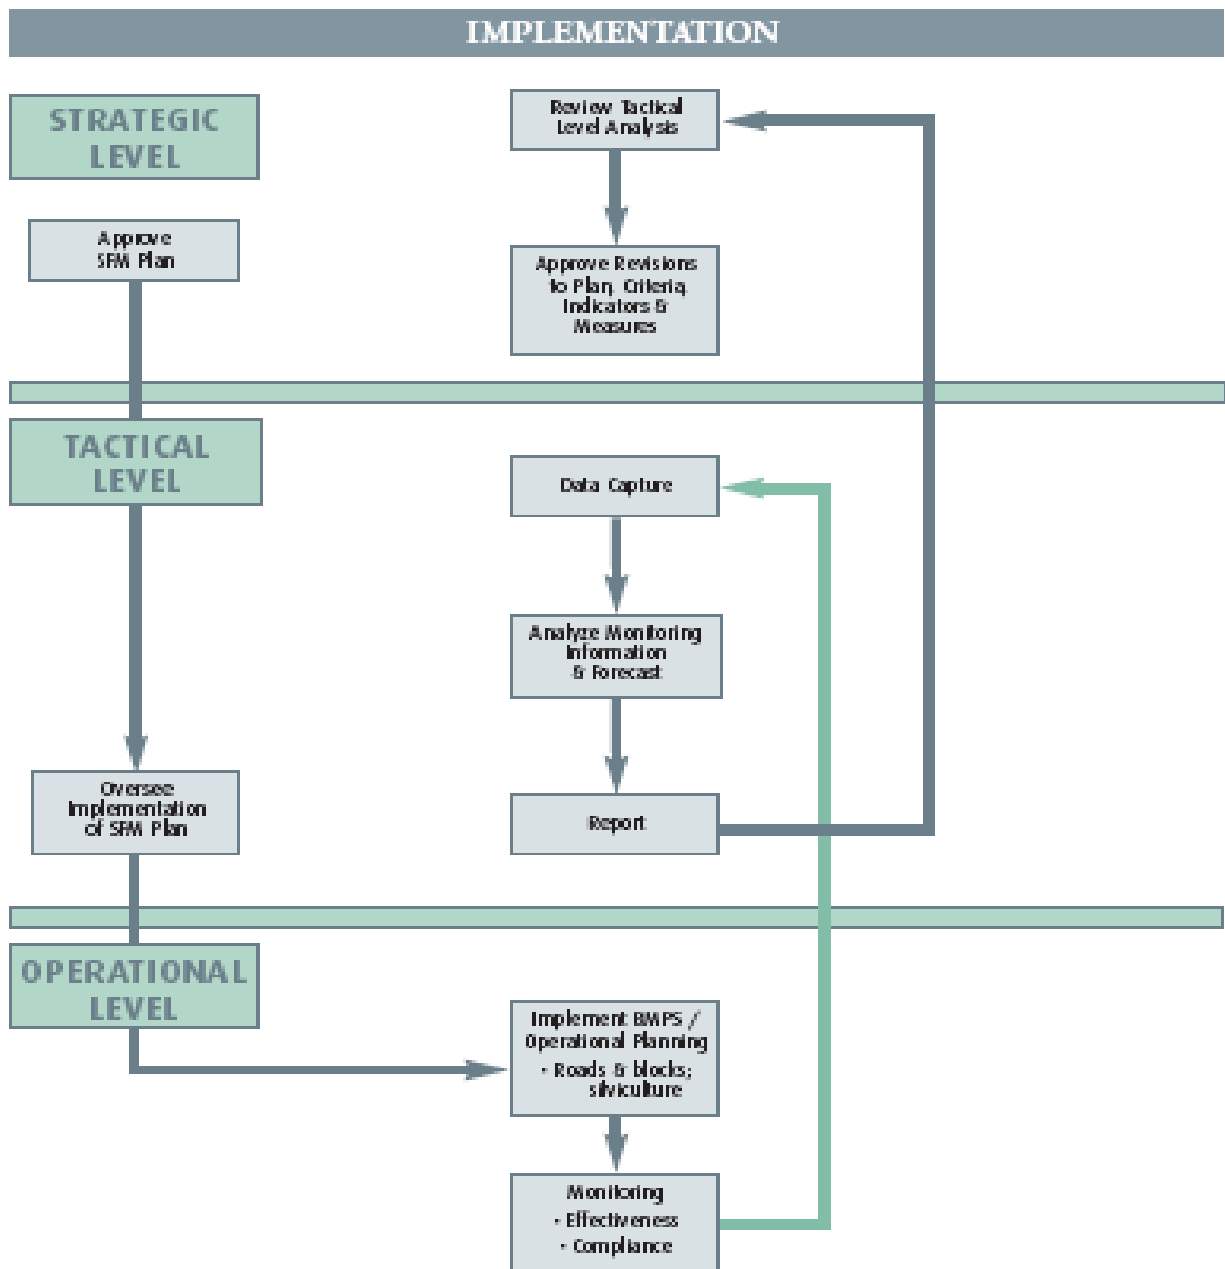 IMPLEMENTATION
STRATEGIC
LEVEL
Review Tactical
Level Analysis
Approve
SFM Plan
Approve Revisions
to Plan, Criteria,
Indicators &
Measures
TACTICAL
LEVEL
Data Capture
Analyze Monitoring
Information
& Forecast
Oversee
Implementation
of SFM Plan
Report
OPERATIONAL
LEVEL
Implement BMPS /
Operational Planning
• Roads & blocks;
silviculture
Monitoring
• Effectiveness
• Compliance